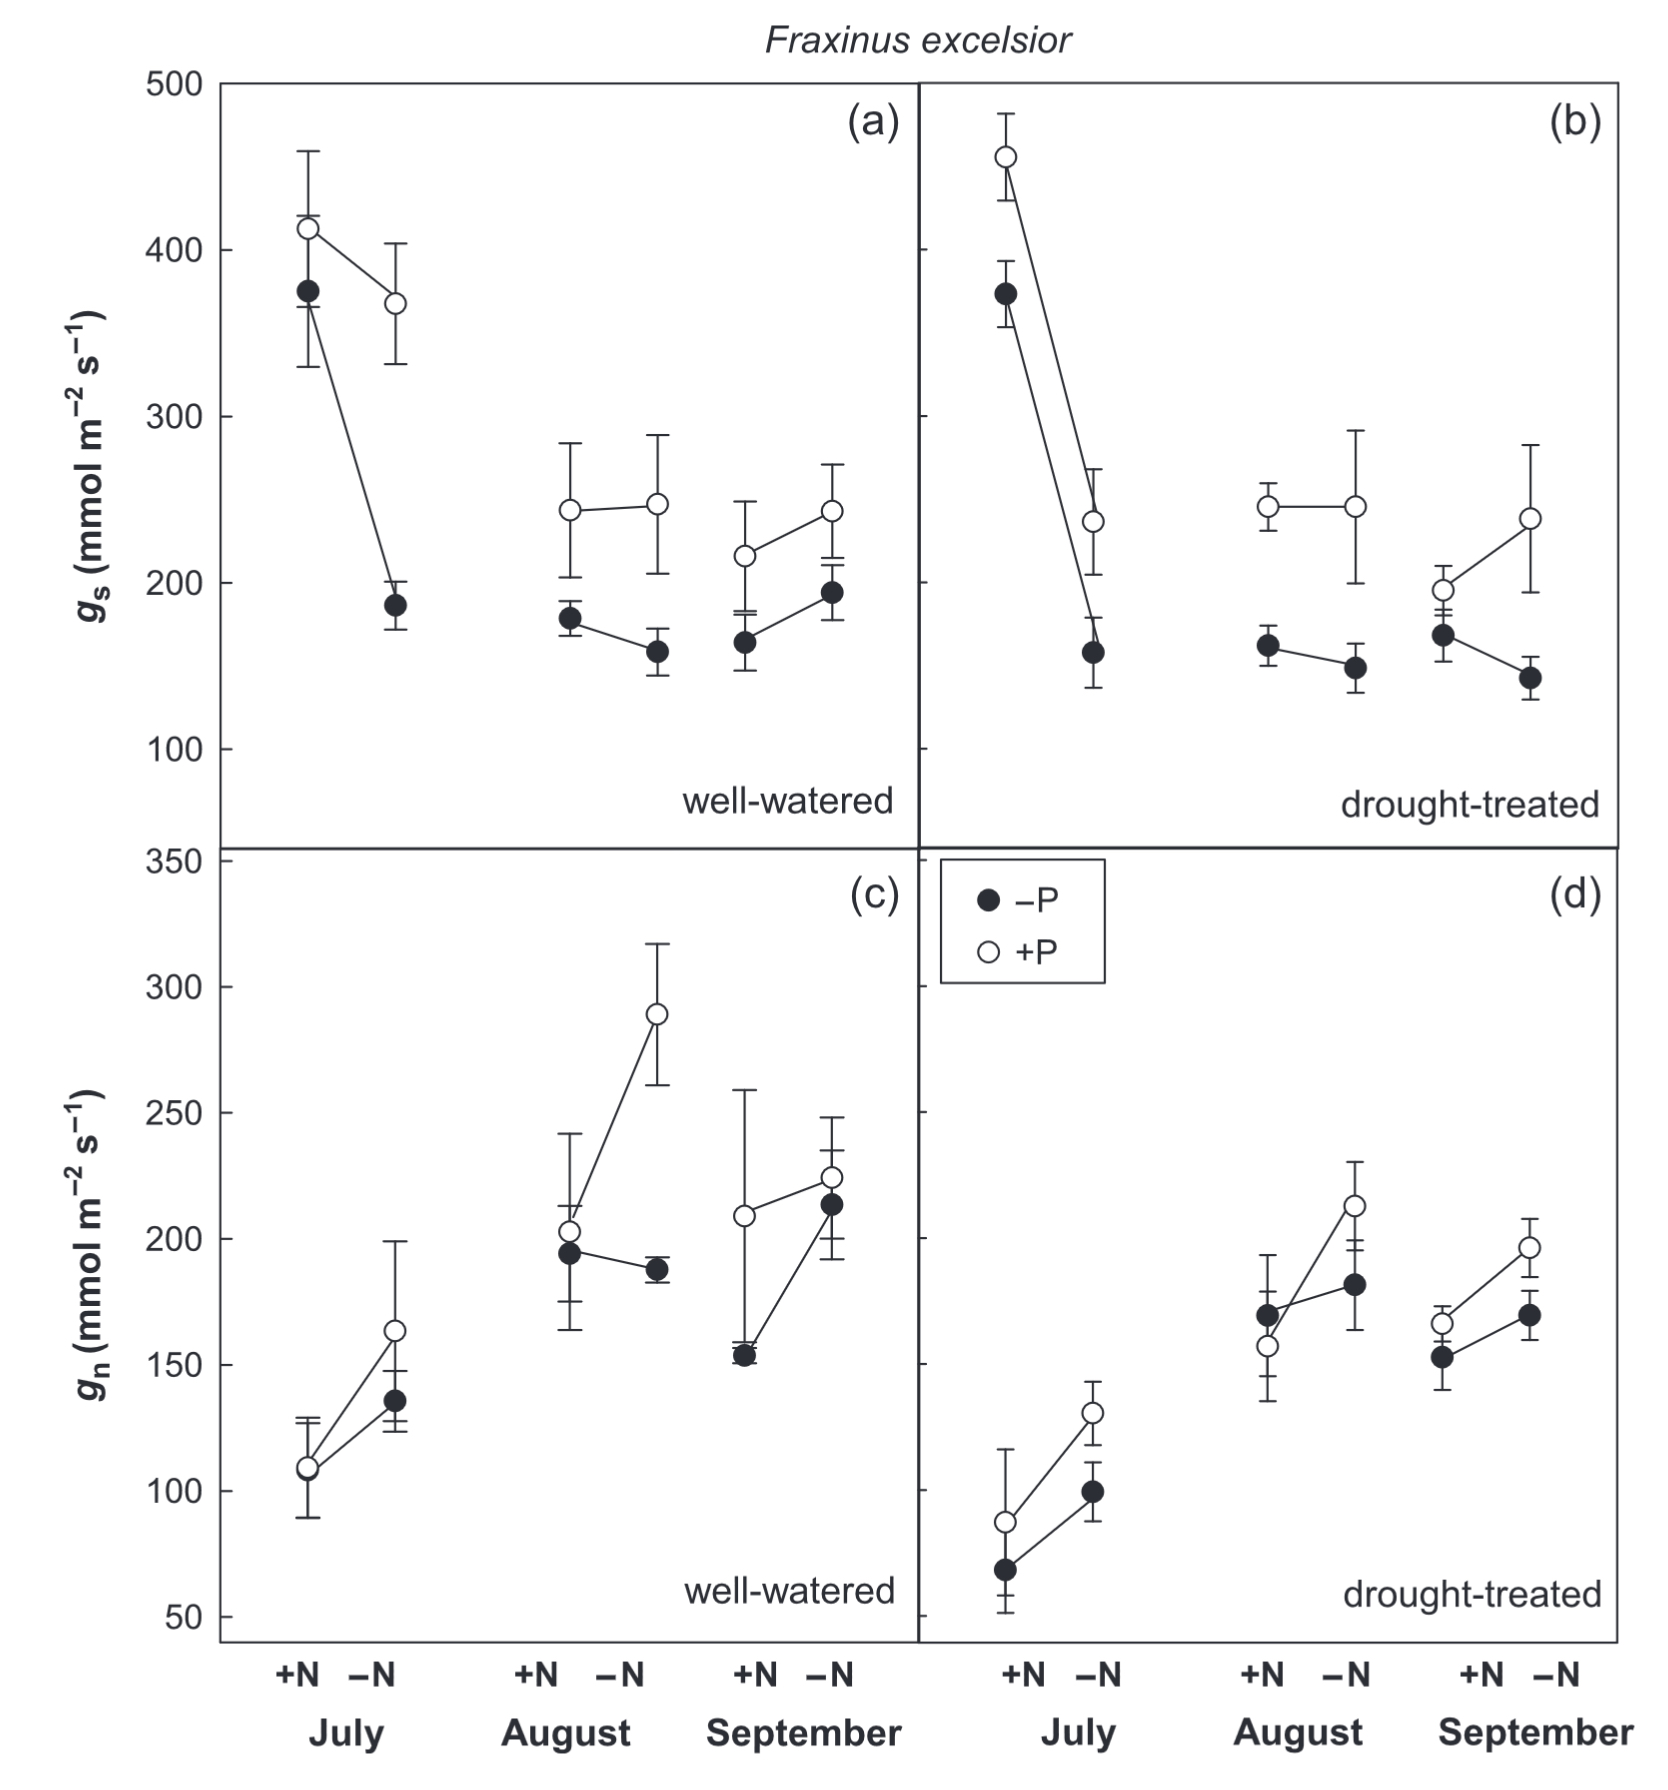 Fraxinus excelsior
500
400
300
200
100
gs (mmol m−2 s−1)
(a)
well-watered
(b)
drought-treated
350
300
250
200
150
100
50
gn (mmol m−2 s−1)
(c)
well-watered
–P
+P
(d)
drought-treated
+N –N +N –N +N –N +N –N +N –N +N –N
July August September July August September